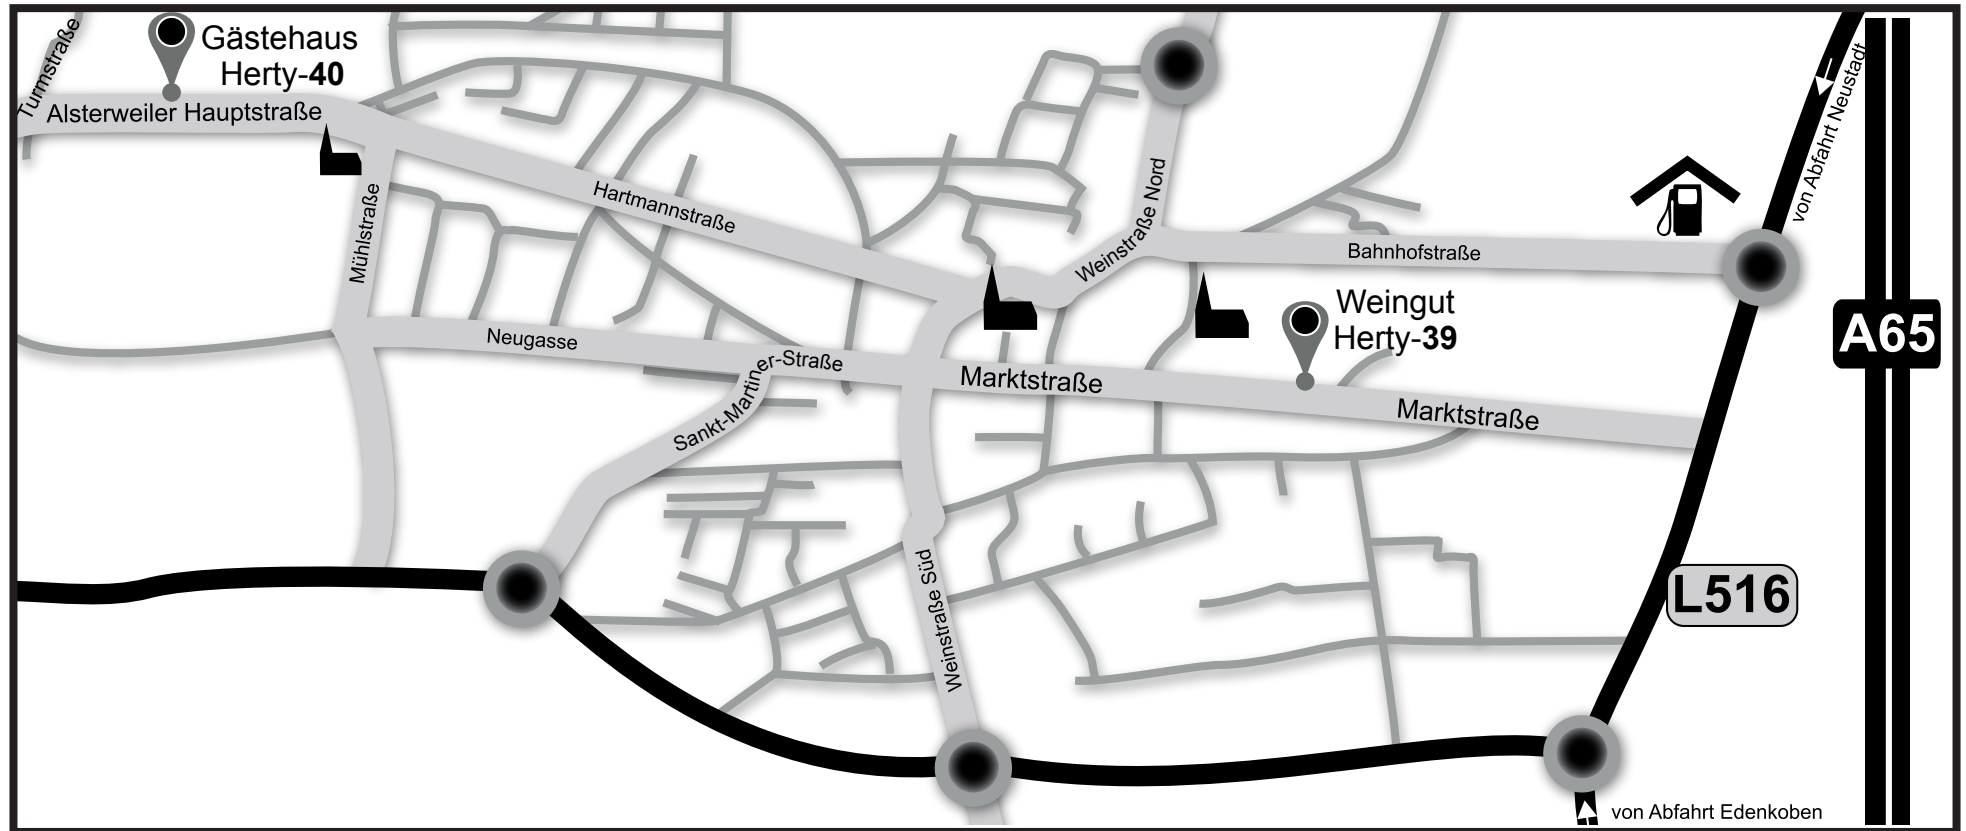 Turmstraße
Gästehaus
Herty-40
Alsterweiler Hauptstraße
von Abfahrt Neustadt
Hartmannstraße
Mühlstraße
Weinstraße Nord
Bahnhofstraße
Weingut
Herty-39
A65
Neugasse
Sankt-Martiner-Straße
Marktstraße
Marktstraße
Weinstraße Süd
L516
von Abfahrt Edenkoben